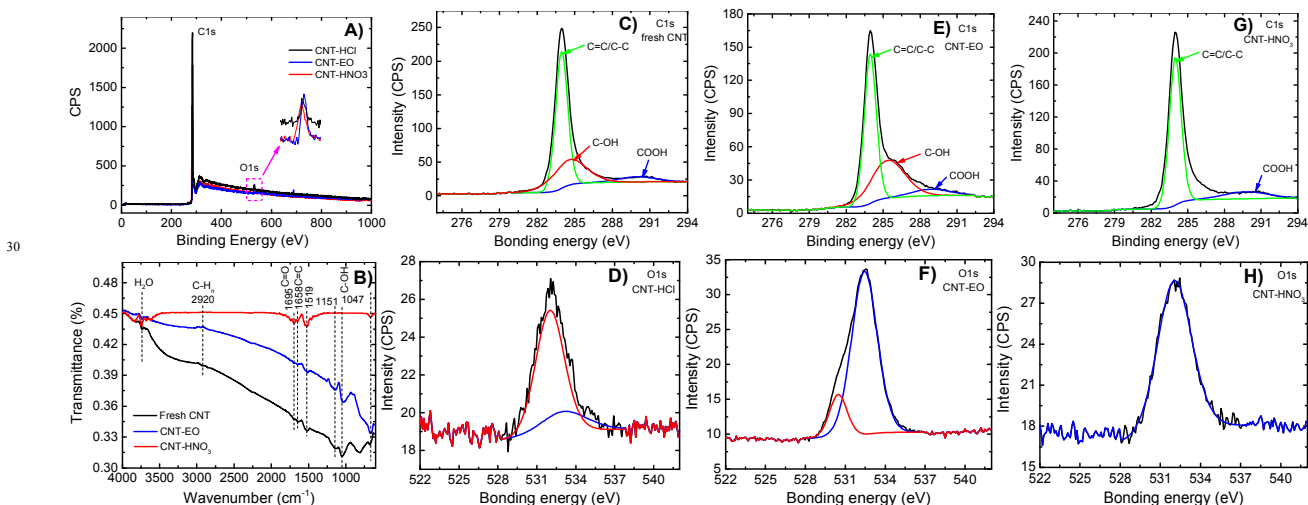 30
A)
C1s
CNT-HCl
CNT-EO
CNT-HNO3
O1s
CPS
2000
1500
1000
500
0
0 200 400 600 800 1000
Binding Energy (eV)
C)
C1s
fresh CNT
C=C/C-C
C-OH
COOH
Intensity (CPS)
250
200
150
100
50
0
276 279 282 285 288 291 294
Bonding energy (eV)
E)
C1s
CNT-EO
C=C/C-C
C-OH
COOH
Intensity (CPS)
180
150
120
90
60
30
0
276 279 282 285 288 291 294
Bonding energy (eV)
G)
C1s
CNT-HNO₃
C=C/C-C
COOH
Intensity (CPS)
240
210
180
150
120
90
60
30
0
276 279 282 285 288 291 294
Bonding energy (eV)
B)
H₂O
C-Hₙ
2920
1695 C=O
1658 C=C
1519
1151
C-OH
1047
Fresh CNT
CNT-EO
CNT-HNO₃
Transmittance (%)
0.48
0.45
0.42
0.39
0.36
0.33
0.30
4000 3000 2000 1000
Wavenumber (cm⁻¹)
D)
O1s
CNT-HCl
Intensity (CPS)
28
26
24
22
20
18
522 525 528 531 534 537 540
Bonding energy (eV)
F)
O1s
CNT-EO
Intensity (CPS)
35
30
25
20
15
10
5
522 525 528 531 534 537 540
Bonding energy (eV)
H)
O1s
CNT-HNO₃
Intensity (CPS)
30
27
24
21
18
15
522 525 528 531 534 537 540
Bonding energy (eV)